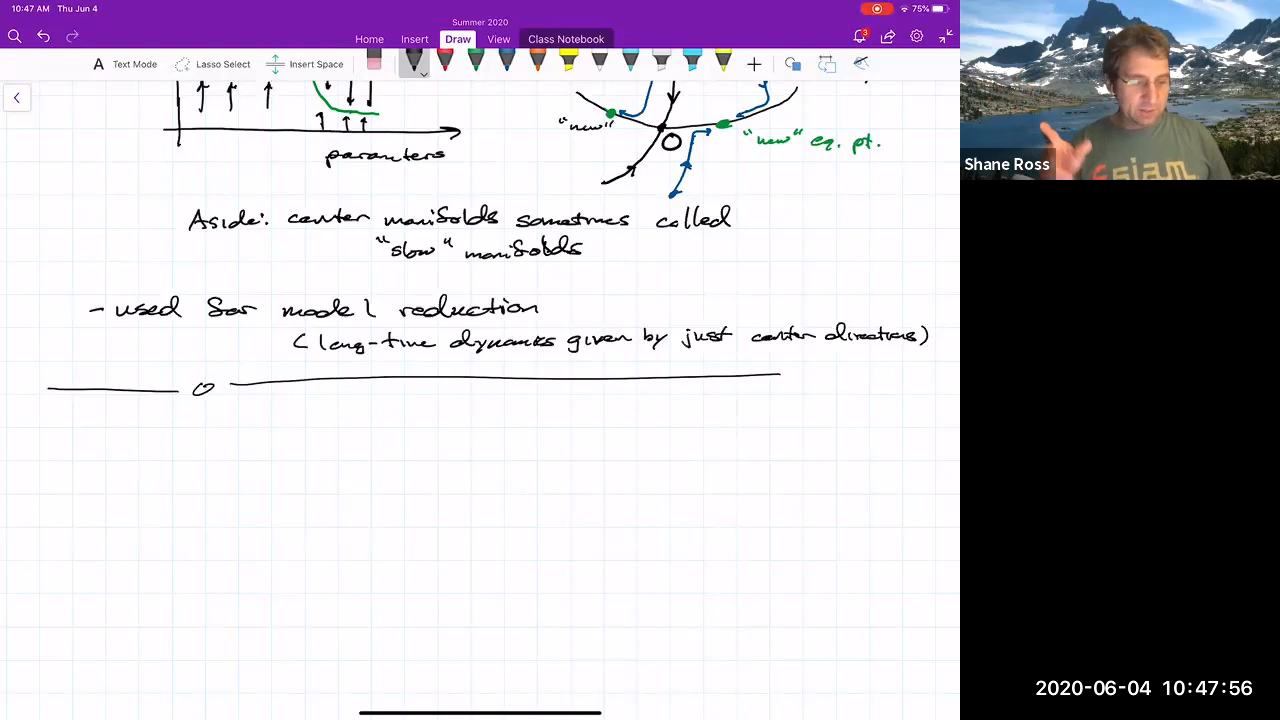 10:47 AM Thu Jun 4
75%
Summer 2020
Home Insert Draw View Class Notebook
3
A Text Mode Lasso Select Insert Space
"new"
O
"new" eq. pt.
parameters
Shane Ross
siam
Aside: center manifolds sometimes called
"slow" manifolds
- used for model reduction
(long-time dynamics given by just center directions)
2020-06-04 10:47:56